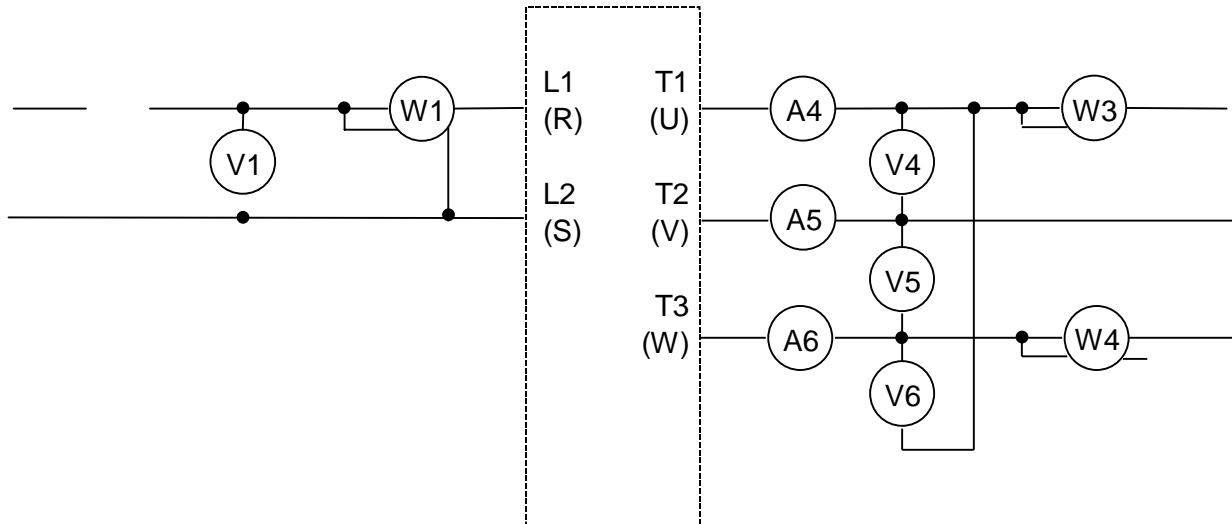 L1 T1
W1 A4 W3
(R) (U)
V1 V4
L2 T2
(S) (V) A5
V5
T3
(W) A6 W4
V6